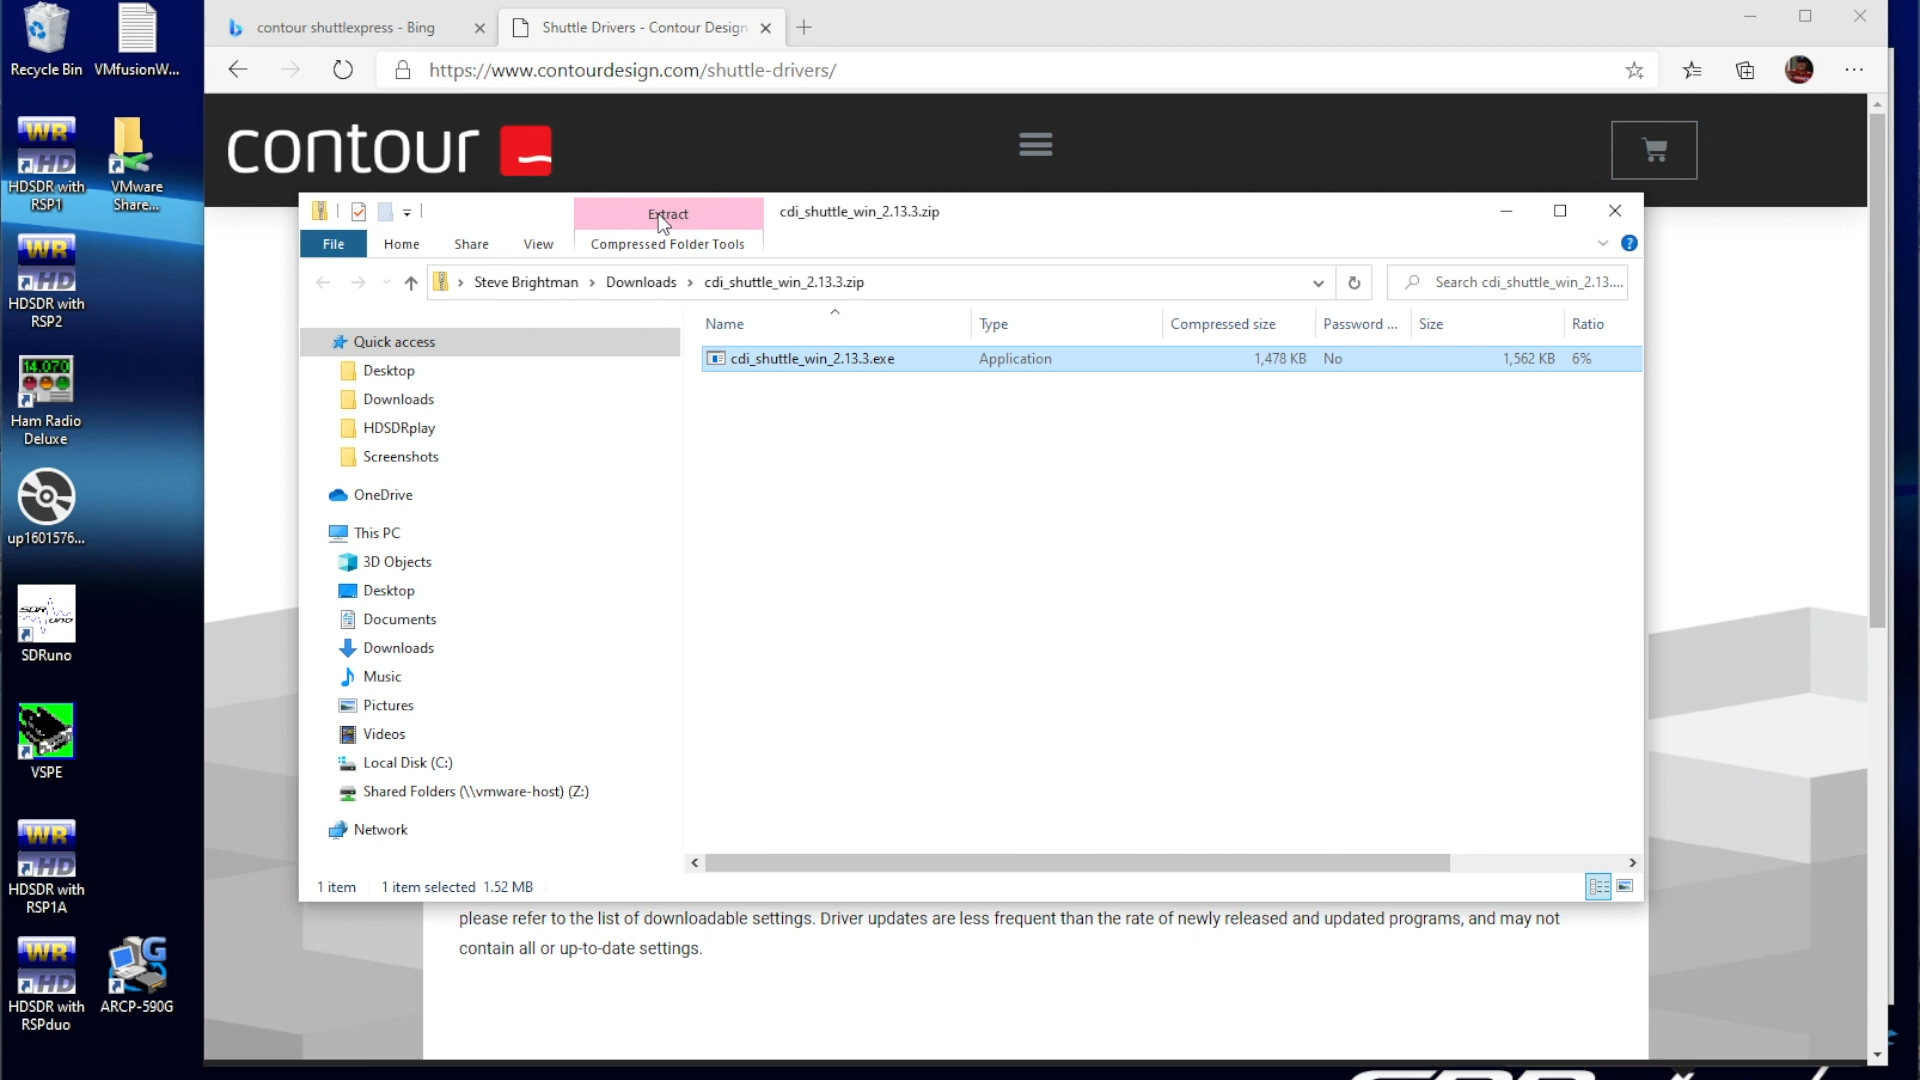 Recycle Bin
VMfusionW...
HDSDR with
RSP1
VMware
Share...
HDSDR with
RSP2
14.070
Ham Radio
Deluxe
up1601576...
SDRuno
VSPE
HDSDR with
RSP1A
HDSDR with
RSPduo
ARCP-590G
contour shuttlexpress - Bing
Shuttle Drivers - Contour Design
https://www.contourdesign.com/shuttle-drivers/
contour
Extract
cdi_shuttle_win_2.13.3.zip
File
Home
Share
View
Compressed Folder Tools
Steve Brightman
Downloads
cdi_shuttle_win_2.13.3.zip
Search cdi_shuttle_win_2.13....
Name
Type
Compressed size
Password ...
Size
Ratio
cdi_shuttle_win_2.13.3.exe
Application
1,478 KB
No
1,562 KB
6%
Quick access
Desktop
Downloads
HDSDRplay
Screenshots
OneDrive
This PC
3D Objects
Desktop
Documents
Downloads
Music
Pictures
Videos
Local Disk (C:)
Shared Folders (\\vmware-host) (Z:)
Network
1 item
1 item selected 1.52 MB
please refer to the list of downloadable settings. Driver updates are less frequent than the rate of newly released and updated programs, and may not
contain all or up-to-date settings.